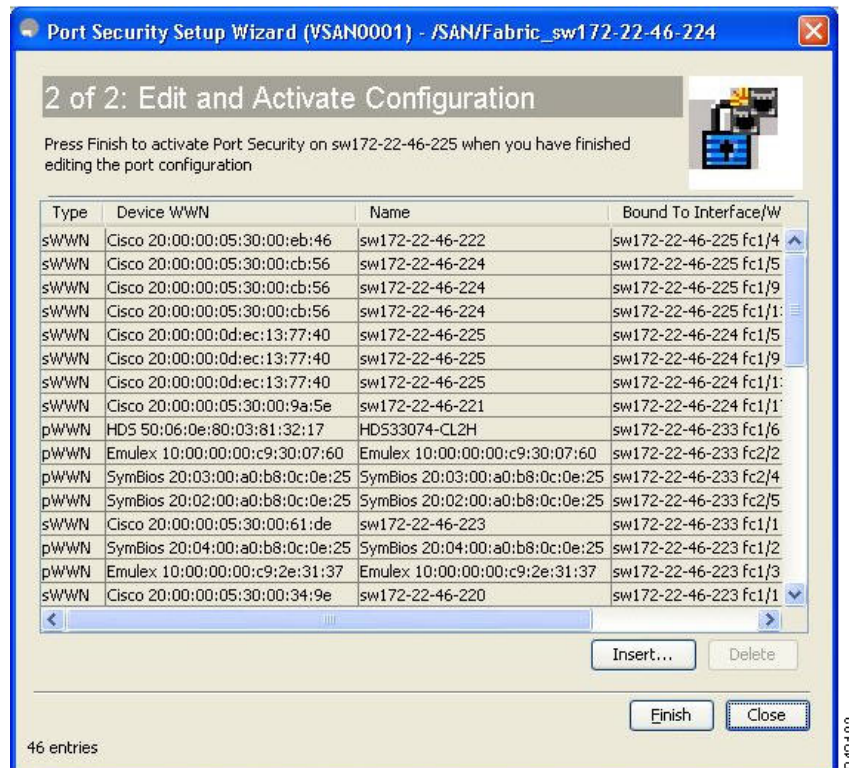 Port Security Setup Wizard (VSAN0001) - /SAN/Fabric_sw172-22-46-224
2 of 2: Edit and Activate Configuration
Press Finish to activate Port Security on sw172-22-46-225 when you have finished
editing the port configuration
Type Device WWN Name Bound To Interface/W
sWWN Cisco 20:00:00:05:30:00:eb:46 sw172-22-46-222 sw172-22-46-225 fc1/4
sWWN Cisco 20:00:00:05:30:00:cb:56 sw172-22-46-224 sw172-22-46-225 fc1/5
sWWN Cisco 20:00:00:05:30:00:cb:56 sw172-22-46-224 sw172-22-46-225 fc1/9
sWWN Cisco 20:00:00:05:30:00:cb:56 sw172-22-46-224 sw172-22-46-225
sWWN Cisco 20:00:00:0d:ec:13:77:40 sw172-22-46-225 sw172-22-46-224 fc1/5
sWWN Cisco 20:00:00:0d:ec:13:77:40 sw172-22-46-225 sw172-22-46-224 fc1/9
sWWN Cisco 20:00:00:0d:ec:13:77:40 sw172-22-46-225 sw172-22-46-224
sWWN Cisco 20:00:00:05:30:00:9a:5e sw172-22-46-221 sw172-22-46-224
pWWN HDS 50:06:0e:80:03:81:32:17 HDS33074-CL2H sw172-22-46-233 fc1/6
pWWN Emulex 10:00:00:00:c9:30:07:60 Emulex 10:00:00:00:c9:30:07:60 sw172-22-46-233 fc2/2
pWWN SymBios 20:03:00:a0:b8:0c:0e:25 SymBios 20:03:00:a0:b8:0c:0e:25 sw172-22-46-233 fc2/4
pWWN SymBios 20:02:00:a0:b8:0c:0e:25 SymBios 20:02:00:a0:b8:0c:0e:25 sw172-22-46-233 fc2/5
sWWN Cisco 20:00:00:05:30:00:61:de sw172-22-46-223 sw172-22-46-233 fc1/1
pWWN SymBios 20:04:00:a0:b8:0c:0e:25 SymBios 20:04:00:a0:b8:0c:0e:25 sw172-22-46-223 fc1/2
pWWN Emulex 10:00:00:00:c9:2e:31:37 Emulex 10:00:00:00:c9:2e:31:37 sw172-22-46-223 fc1/3
sWWN Cisco 20:00:00:05:30:00:34:9e sw172-22-46-220 sw172-22-46-223 fc1/1
Insert... Delete
Finish Close
46 entries